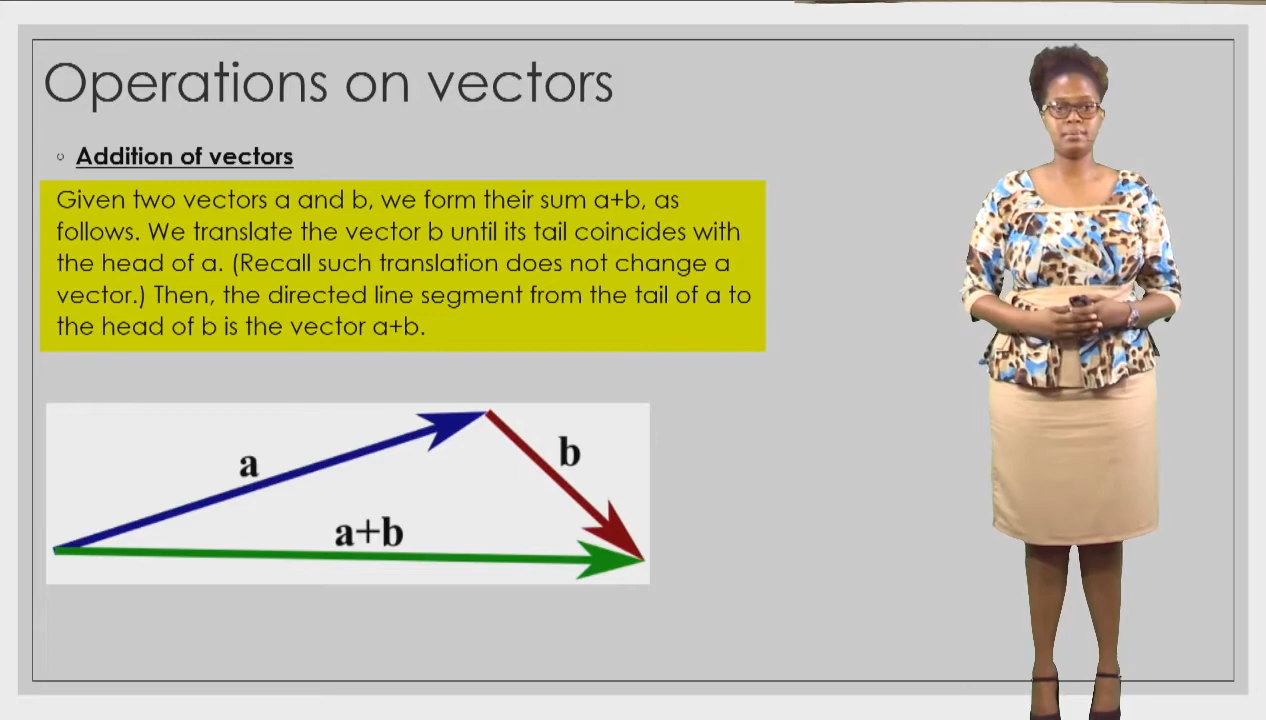 Operations on vectors
Addition of vectors
Given two vectors a and b, we form their sum a+b, as
follows. We translate the vector b until its tail coincides with
the head of a. (Recall such translation does not change a
vector.) Then, the directed line segment from the tail of a to
the head of b is the vector a+b.
a
b
a+b